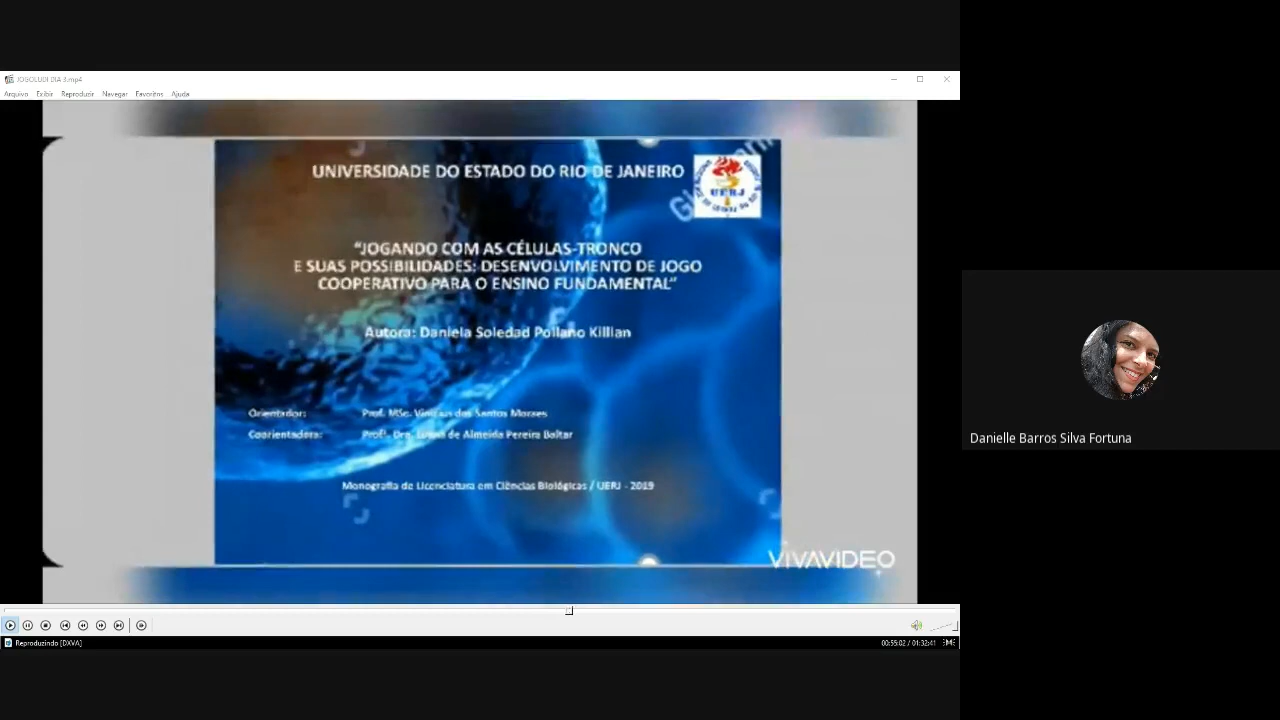 JOGOLUDI DIA 3.mp4
Arquivo Exibir Reproduzir Navegar Favoritos Ajuda
UNIVERSIDADE DO ESTADO DO RIO DE JANEIRO
UERJ
“JOGANDO COM AS CÉLULAS-TRONCO
E SUAS POSSIBILIDADES: DESENVOLVIMENTO DE JOGO
COOPERATIVO PARA O ENSINO FUNDAMENTAL”
Autora: Daniela Soledad Pollano Killian
Orientador: Prof. MSc. Vinicius dos Santos Moraes
Coorientadora: Profª. Dra. de Almeida Pereira Boltar
Monografia de Licenciatura em Ciências Biológicas / UERJ - 2019
VIVAVIDEO
Danielle Barros Silva Fortuna
Reproduzindo [DXVA]
00:55:02 / 01:32:41